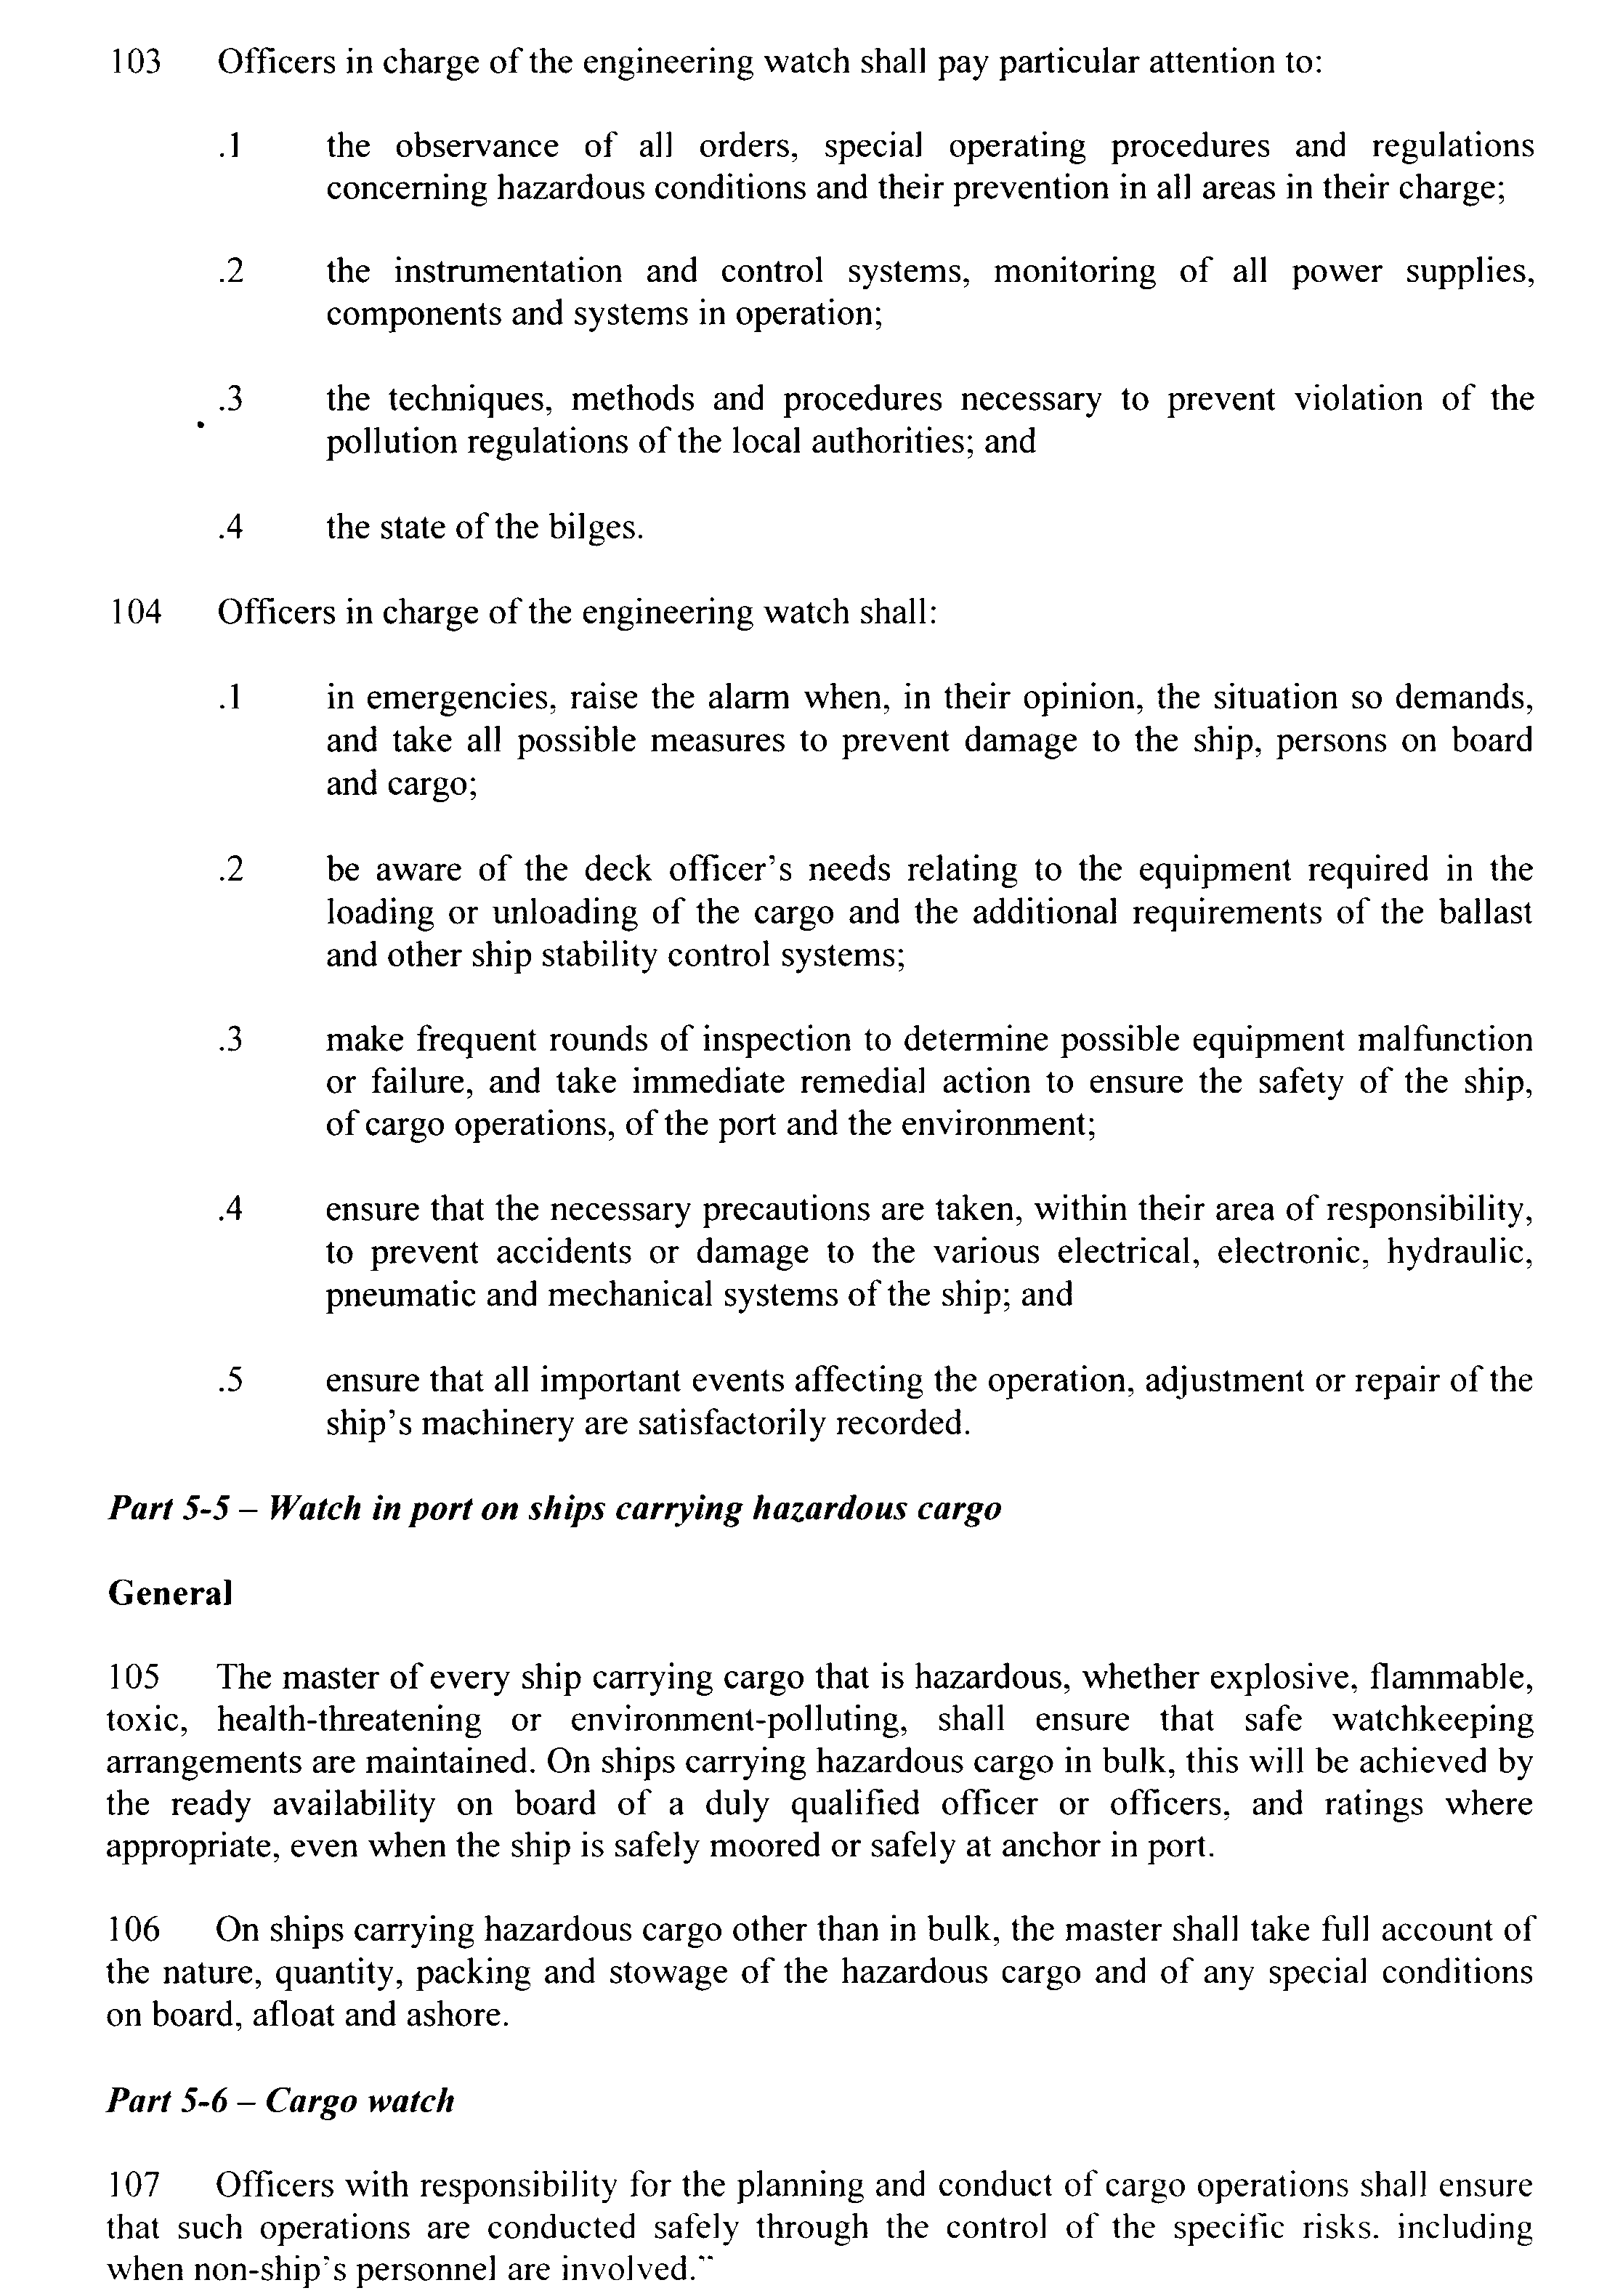 103 Officers in charge of the engineering watch shall pay particular attention to:
.1 the observance of all orders, special operating procedures and regulations
concerning hazardous conditions and their prevention in all areas in their charge;
.2 the instrumentation and control systems, monitoring of all power supplies,
components and systems in operation;
.3 the techniques, methods and procedures necessary to prevent violation of the
pollution regulations of the local authorities; and
.4 the state of the bilges.
104 Officers in charge of the engineering watch shall:
.1 in emergencies, raise the alarm when, in their opinion, the situation so demands,
and take all possible measures to prevent damage to the ship, persons on board
and cargo;
.2 be aware of the deck officer's needs relating to the equipment required in the
loading or unloading of the cargo and the additional requirements of the ballast
and other ship stability control systems;
.3 make frequent rounds of inspection to determine possible equipment malfunction
or failure, and take immediate remedial action to ensure the safety of the ship,
of cargo operations, of the port and the environment;
.4 ensure that the necessary precautions are taken, within their area of responsibility,
to prevent accidents or damage to the various electrical, electronic, hydraulic,
pneumatic and mechanical systems of the ship; and
.5 ensure that all important events affecting the operation, adjustment or repair of the
ship's machinery are satisfactorily recorded.
Part 5-5 – Watch in port on ships carrying hazardous cargo
General
105 The master of every ship carrying cargo that is hazardous, whether explosive, flammable,
toxic, health-threatening or environment-polluting, shall ensure that safe watchkeeping
arrangements are maintained. On ships carrying hazardous cargo in bulk, this will be achieved by
the ready availability on board of a duly qualified officer or officers, and ratings where
appropriate, even when the ship is safely moored or safely at anchor in port.
106 On ships carrying hazardous cargo other than in bulk, the master shall take full account of
the nature, quantity, packing and stowage of the hazardous cargo and of any special conditions
on board, afloat and ashore.
Part 5-6 – Cargo watch
107 Officers with responsibility for the planning and conduct of cargo operations shall ensure
that such operations are conducted safely through the control of the specific risks. including
when non-ship's personnel are involved."